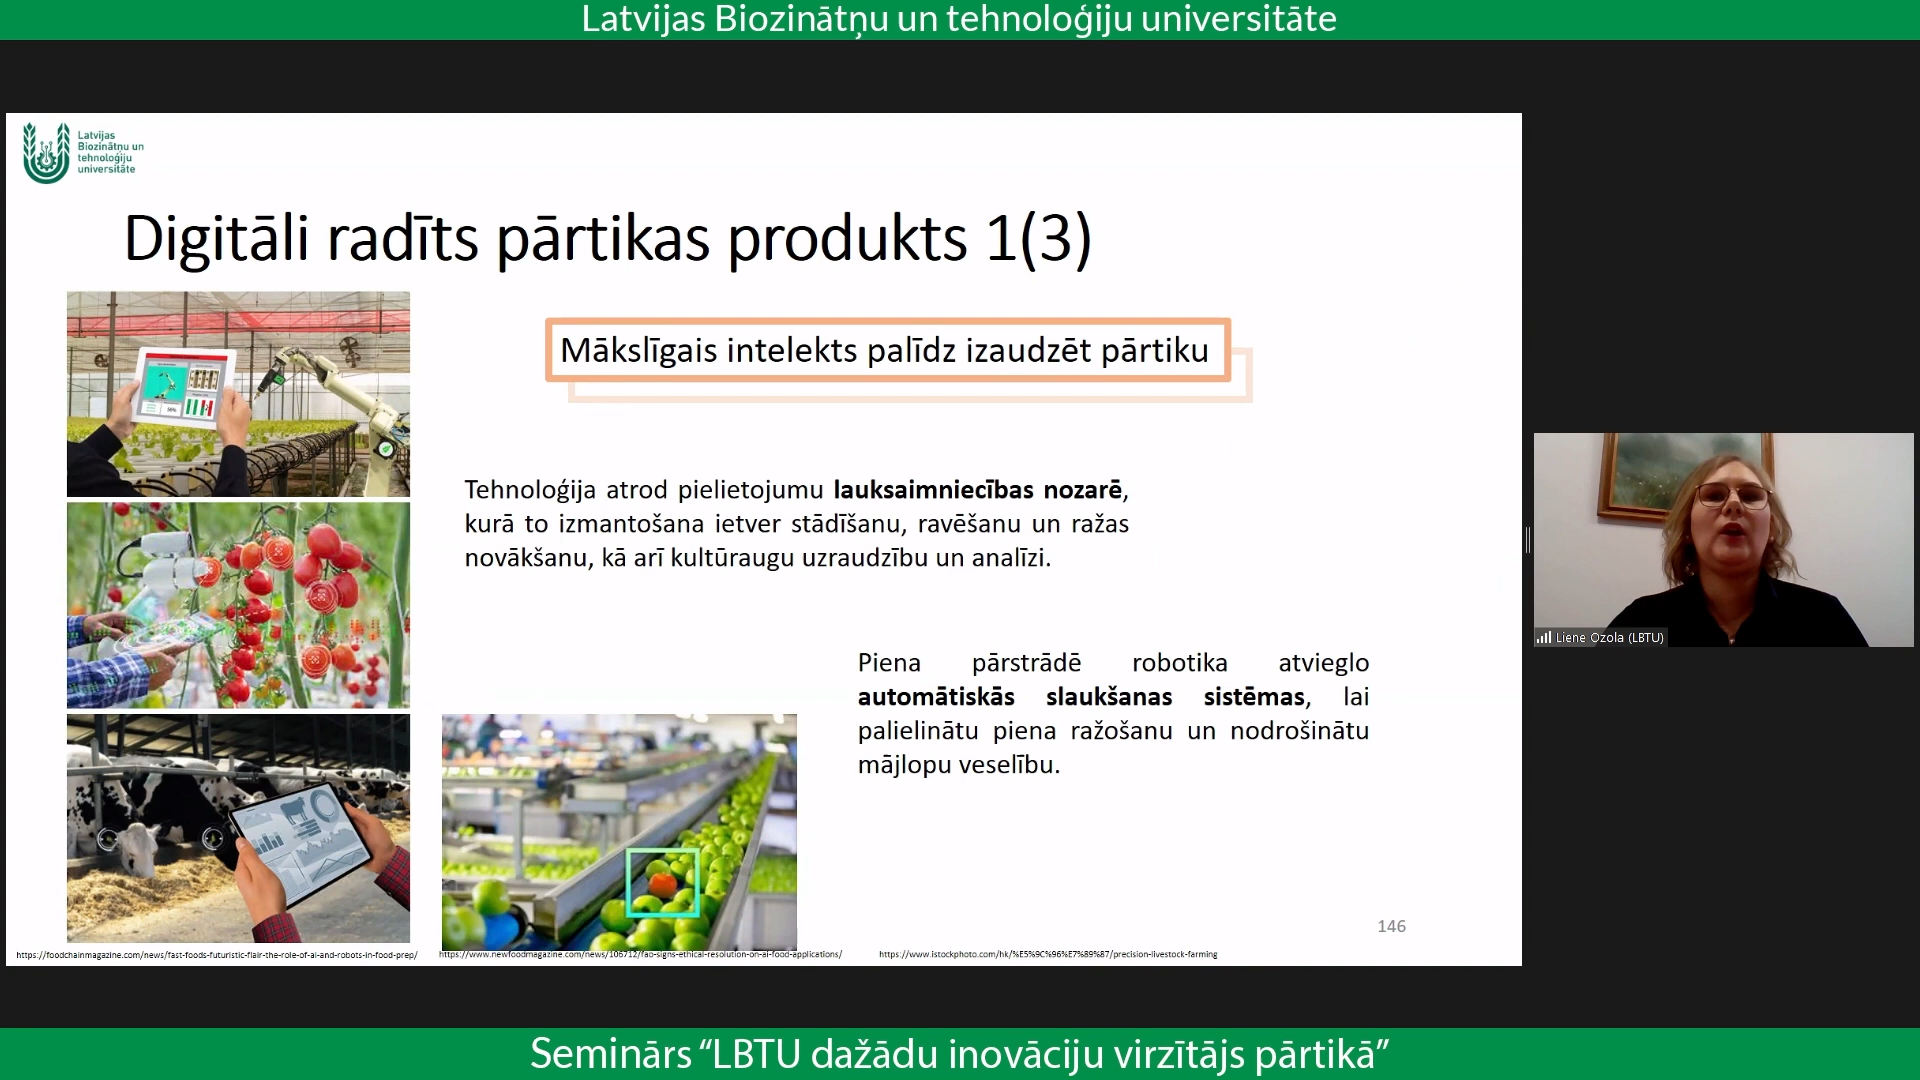 Latvijas Biozinātņu un tehnoloģiju universitāte
Latvijas
Biozinātņu un
tehnoloģiju
universitāte
Digitāli radīts pārtikas produkts 1(3)
Mākslīgais intelekts palīdz izaudzēt pārtiku
Tehnoloģija atrod pielietojumu lauksaimniecības nozarē,
kurā to izmantošana ietver stādīšanu, ravēšanu un ražas
novākšanu, kā arī kultūraugu uzraudzību un analīzi.
Piena pārstrādē robotika atvieglo
automātiskās slaukšanas sistēmas, lai
palielinātu piena ražošanu un nodrošinātu
mājlopu veselību.
146
https://foodchainmagazine.com/news/fast-foods-futuristic-flair-the-role-of-ai-and-robots-in-food-prep/
https://www.newfoodmagazine.com/news/106712/fao-signs-ethical-resolution-on-ai-food-applications/
https://www.istockphoto.com/hk/%E5%9C%96%E7%89%87/precision-livestock-farming
Liene Ozola (LBTU)
Seminārs “LBTU dažādu inovāciju virzītājs pārtikā”